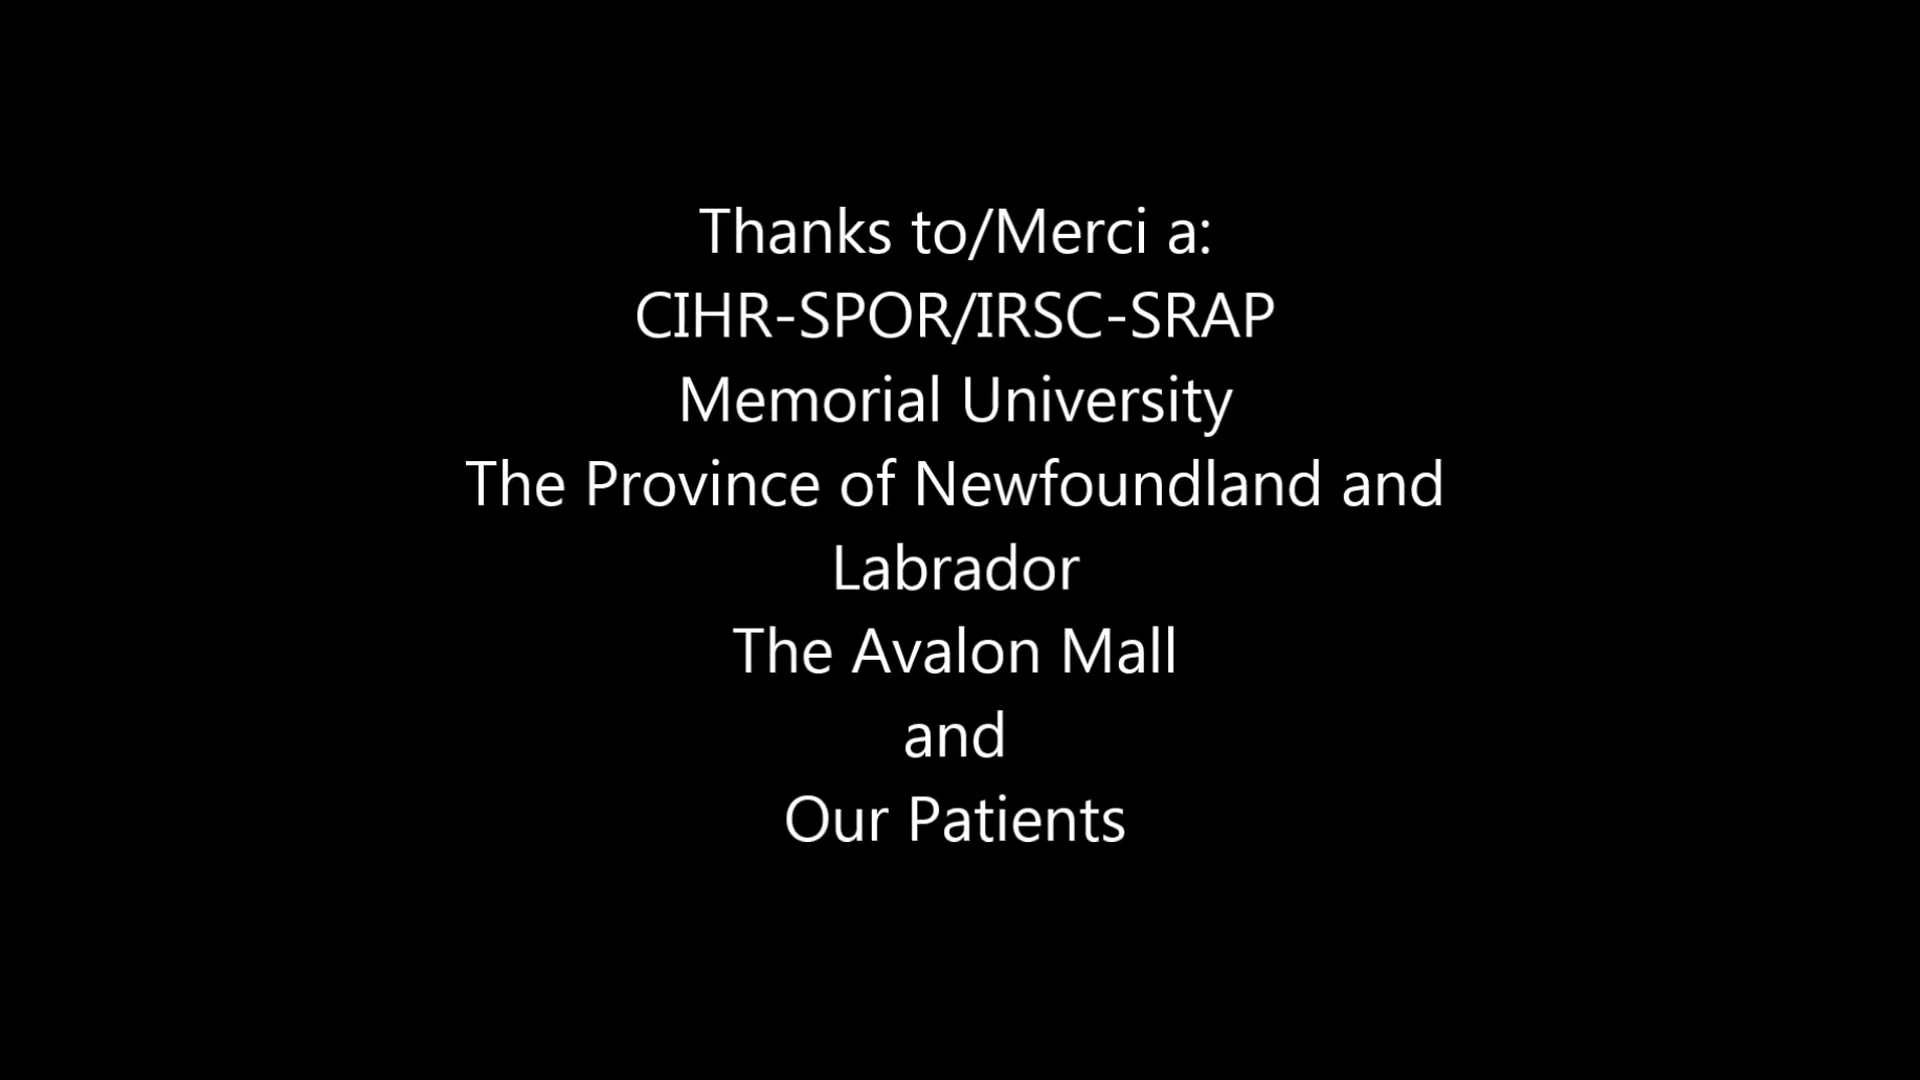 Thanks to/Merci a:
CIHR-SPOR/IRSC-SRAP
Memorial University
The Province of Newfoundland and
Labrador
The Avalon Mall
and
Our Patients